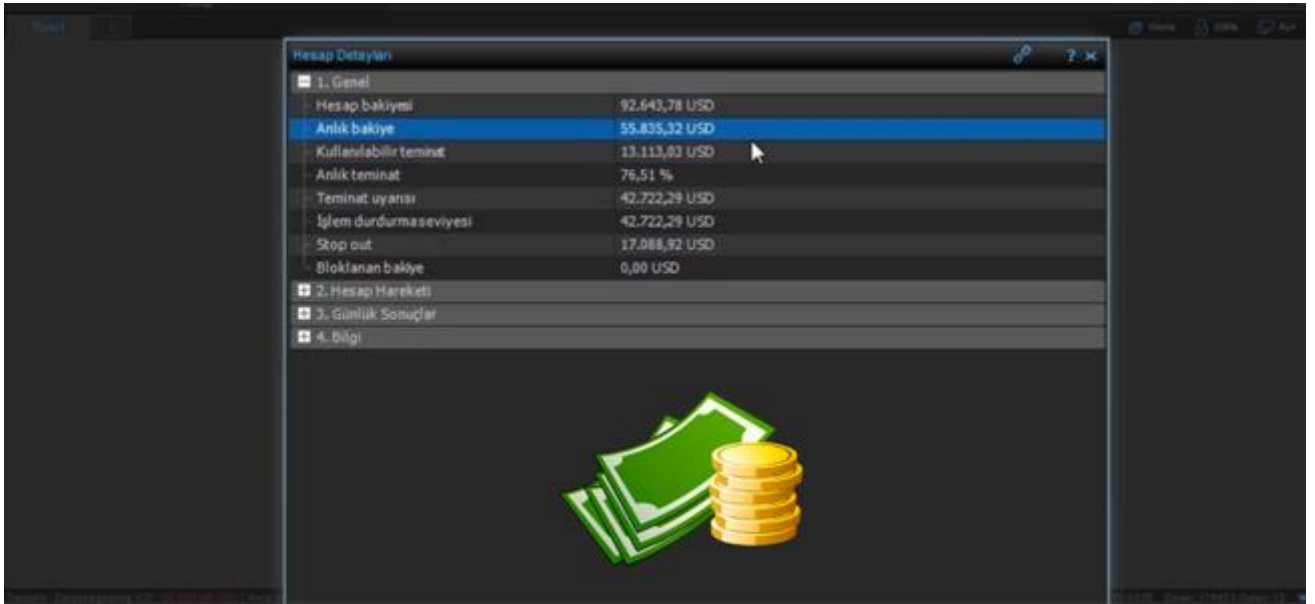 Hesap Detayları
1. Genel
Hesap bakiyesi 92.643,78 USD
Anlık bakiye 55.835,32 USD
Kullanılabilir teminat 13.113,03 USD
Anlık teminat 76,51 %
Teminat uyarısı 42.722,29 USD
İşlem durdurma seviyesi 42.722,29 USD
Stop out 17.088,92 USD
Bloklanan bakiye 0,00 USD
2. Hesap Hareketi
3. Günlük Sonuçlar
4. Bilgi